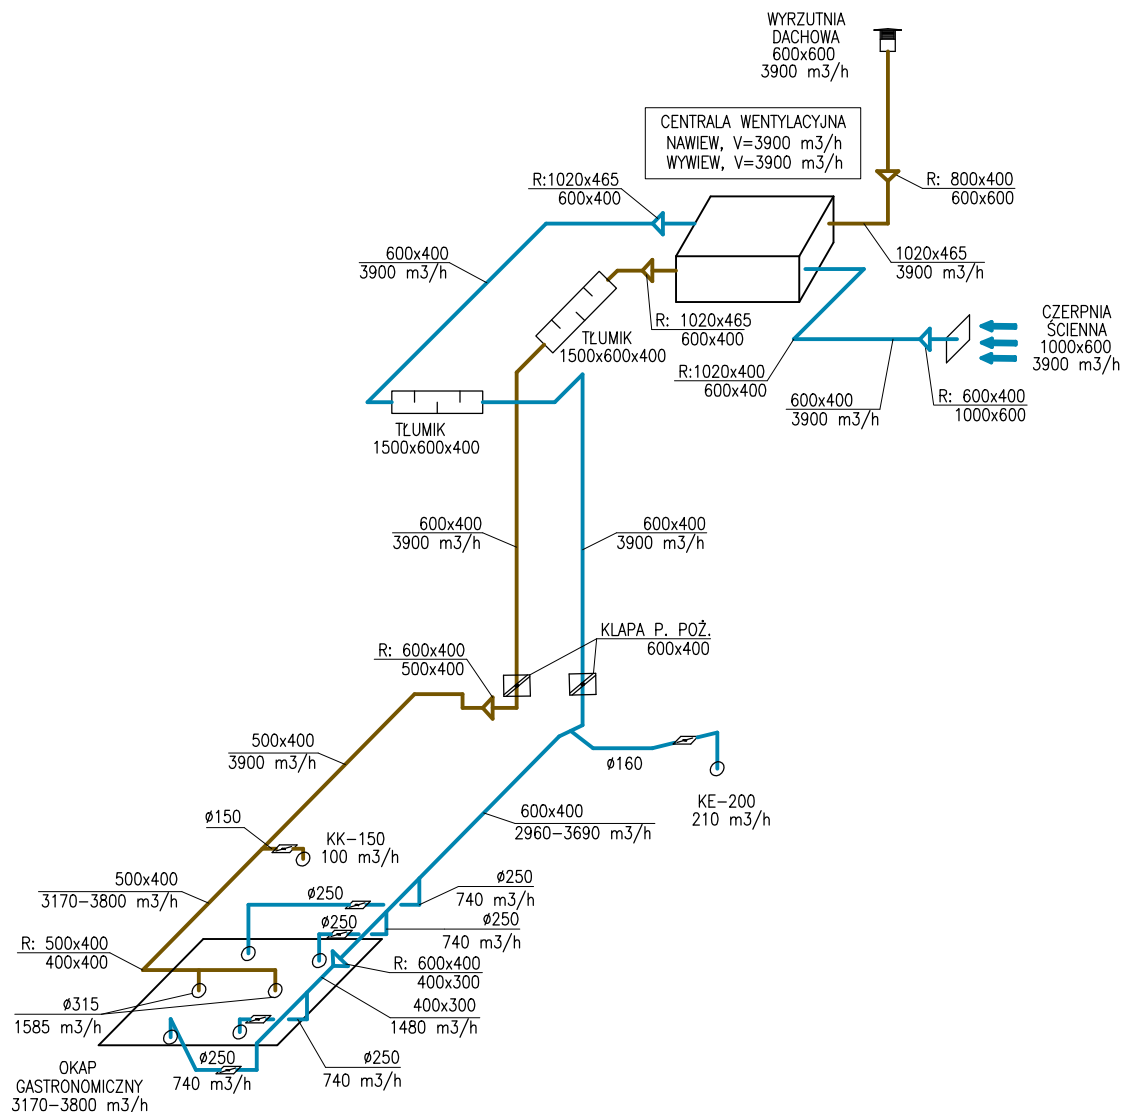 WYRZUTNIA
DACHOWA
600x600
3900 m3/h
CENTRALA WENTYLACYJNA
NAWIEW, V=3900 m3/h
WYWIEW, V=3900 m3/h
R:1020x465
600x400
R: 800x400
600x600
600x400
3900 m3/h
1020x465
3900 m3/h
R: 1020x465
600x400
TŁUMIK
1500x600x400
CZERPNIA
ŚCIENNA
1000x600
3900 m3/h
R:1020x400
600x400
600x400
3900 m3/h
R: 600x400
1000x600
TŁUMIK
1500x600x400
600x400
3900 m3/h
600x400
3900 m3/h
KLAPA P. POŻ.
600x400
R: 600x400
500x400
500x400
3900 m3/h
ø160
KE-200
210 m3/h
600x400
2960-3690 m3/h
ø150
KK-150
100 m3/h
500x400
3170-3800 m3/h
ø250
ø250
740 m3/h
ø250
ø250
740 m3/h
R: 500x400
400x400
R: 600x400
400x300
ø315
1585 m3/h
400x300
1480 m3/h
ø250
740 m3/h
ø250
740 m3/h
OKAP
GASTRONOMICZNY
3170-3800 m3/h